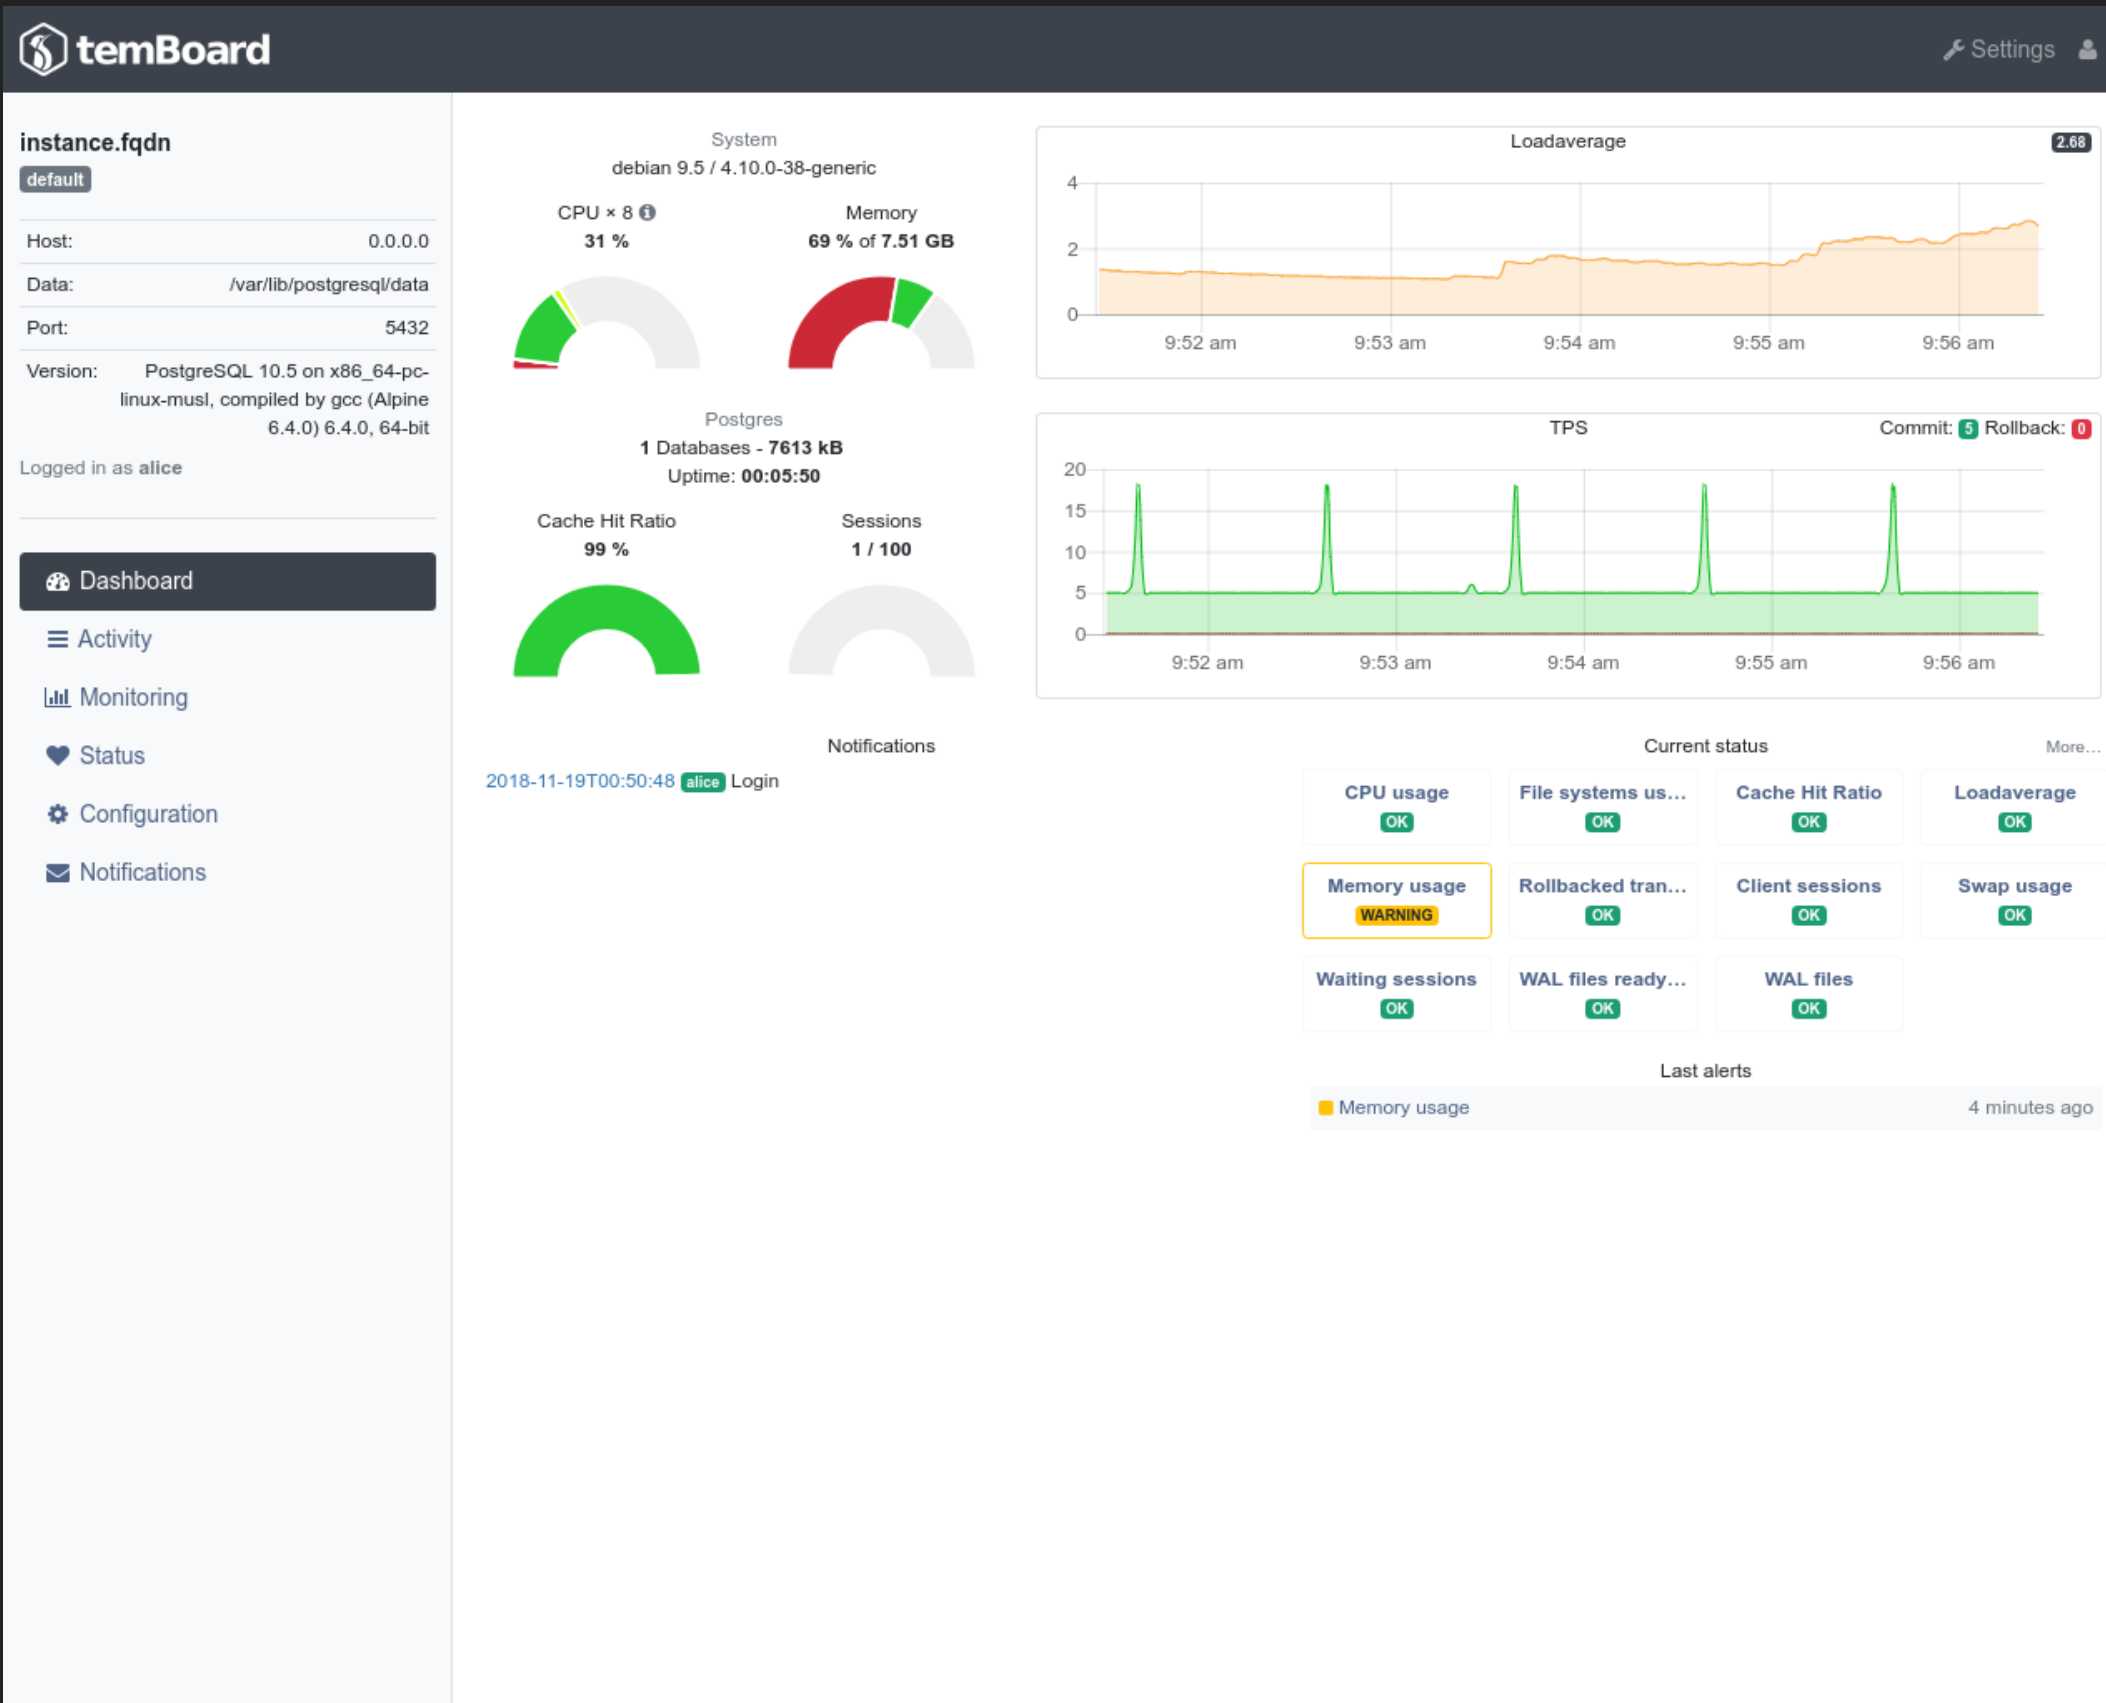 temBoard
Settings
instance.fqdn
default
Host: 0.0.0.0
Data: /var/lib/postgresql/data
Port: 5432
Version: PostgreSQL 10.5 on x86_64-pc-
linux-musl, compiled by gcc (Alpine
6.4.0) 6.4.0, 64-bit
Logged in as alice
Dashboard
Activity
Monitoring
Status
Configuration
Notifications
System
debian 9.5 / 4.10.0-38-generic
CPU × 8
31 %
Memory
69 % of 7.51 GB
Postgres
1 Databases - 7613 kB
Uptime: 00:05:50
Cache Hit Ratio
99 %
Sessions
1 / 100
Loadaverage 2.68
4
2
0
9:52 am 9:53 am 9:54 am 9:55 am 9:56 am
TPS Commit: 5 Rollback: 0
20
15
10
5
0
9:52 am 9:53 am 9:54 am 9:55 am 9:56 am
Notifications
2018-11-19T00:50:48 alice Login
Current status More...
CPU usage
OK
File systems us...
OK
Cache Hit Ratio
OK
Loadaverage
OK
Memory usage
WARNING
Rollbacked tran...
OK
Client sessions
OK
Swap usage
OK
Waiting sessions
OK
WAL files ready...
OK
WAL files
OK
Last alerts
Memory usage 4 minutes ago